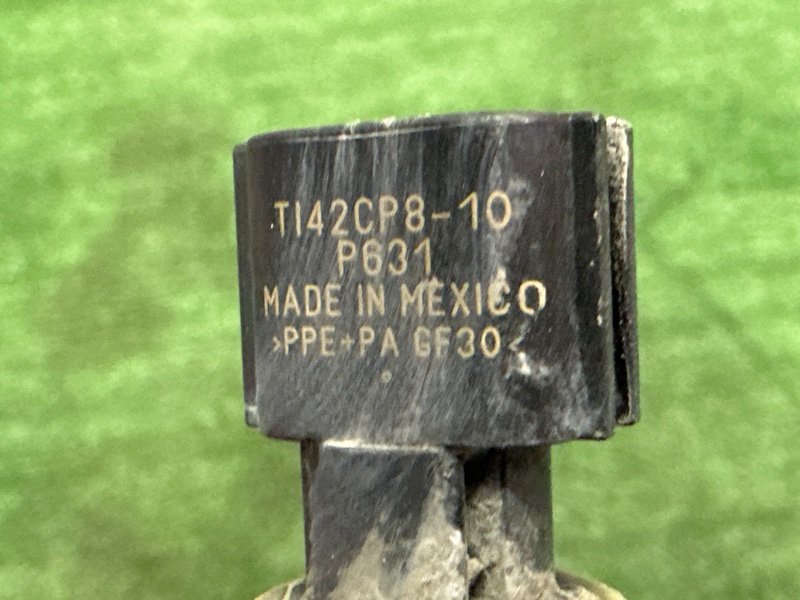 TI42CP8-10
P631
MADE IN MEXICO
>PPE+PA GF30<